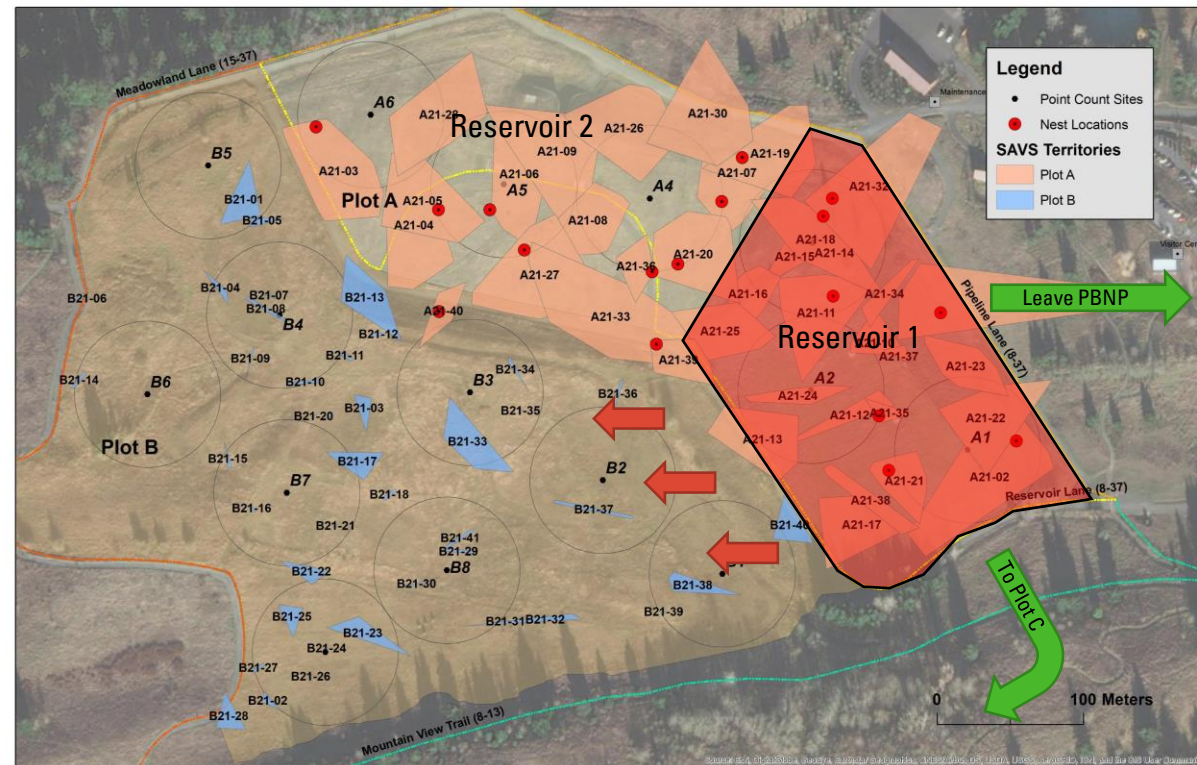 Meadowland Lane (15-37)
A6
A21-28
Reservoir 2
A21-26
A21-30
Maintenance
Legend
Point Count Sites
Nest Locations
SAVS Territories
Plot A
Plot B
B5
A21-03
A21-09
A21-19
A21-06
A21-07
A21-32
B21-01
Plot A
A21-05
A5
A4
B21-05
A21-04
A21-08
A21-18
A21-15
A21-14
Visitor Cen
A21-20
A21-36
A21-27
B21-04
B21-07
B21-13
B21-06
B21-08
A21-16
A21-34
Pipeline Lane (8-37)
Leave PBNP
B4
A21-40
A21-33
A21-11
B21-12
A21-25
Reservoir 1
B21-11
A21-39
A21-37
B21-09
B21-34
A21-23
B21-14
B21-10
A2
B6
B3
B21-36
A21-24
B21-03
B21-20
B21-35
A21-12
A21-35
A21-22
Plot B
B21-33
A21-13
A1
B21-15
B21-17
B2
A21-02
B7
B21-18
A21-21
Reservoir Lane (8-37)
B21-16
B21-37
A21-38
B21-21
B21-40
A21-17
B21-41
B21-29
B8
B21-22
B21-30
B21-38
To Plot C
B21-25
B21-39
B21-31
B21-32
B21-23
B21-24
B21-27
B21-26
B21-02
B21-28
0
100 Meters
Mountain View Trail (8-13)